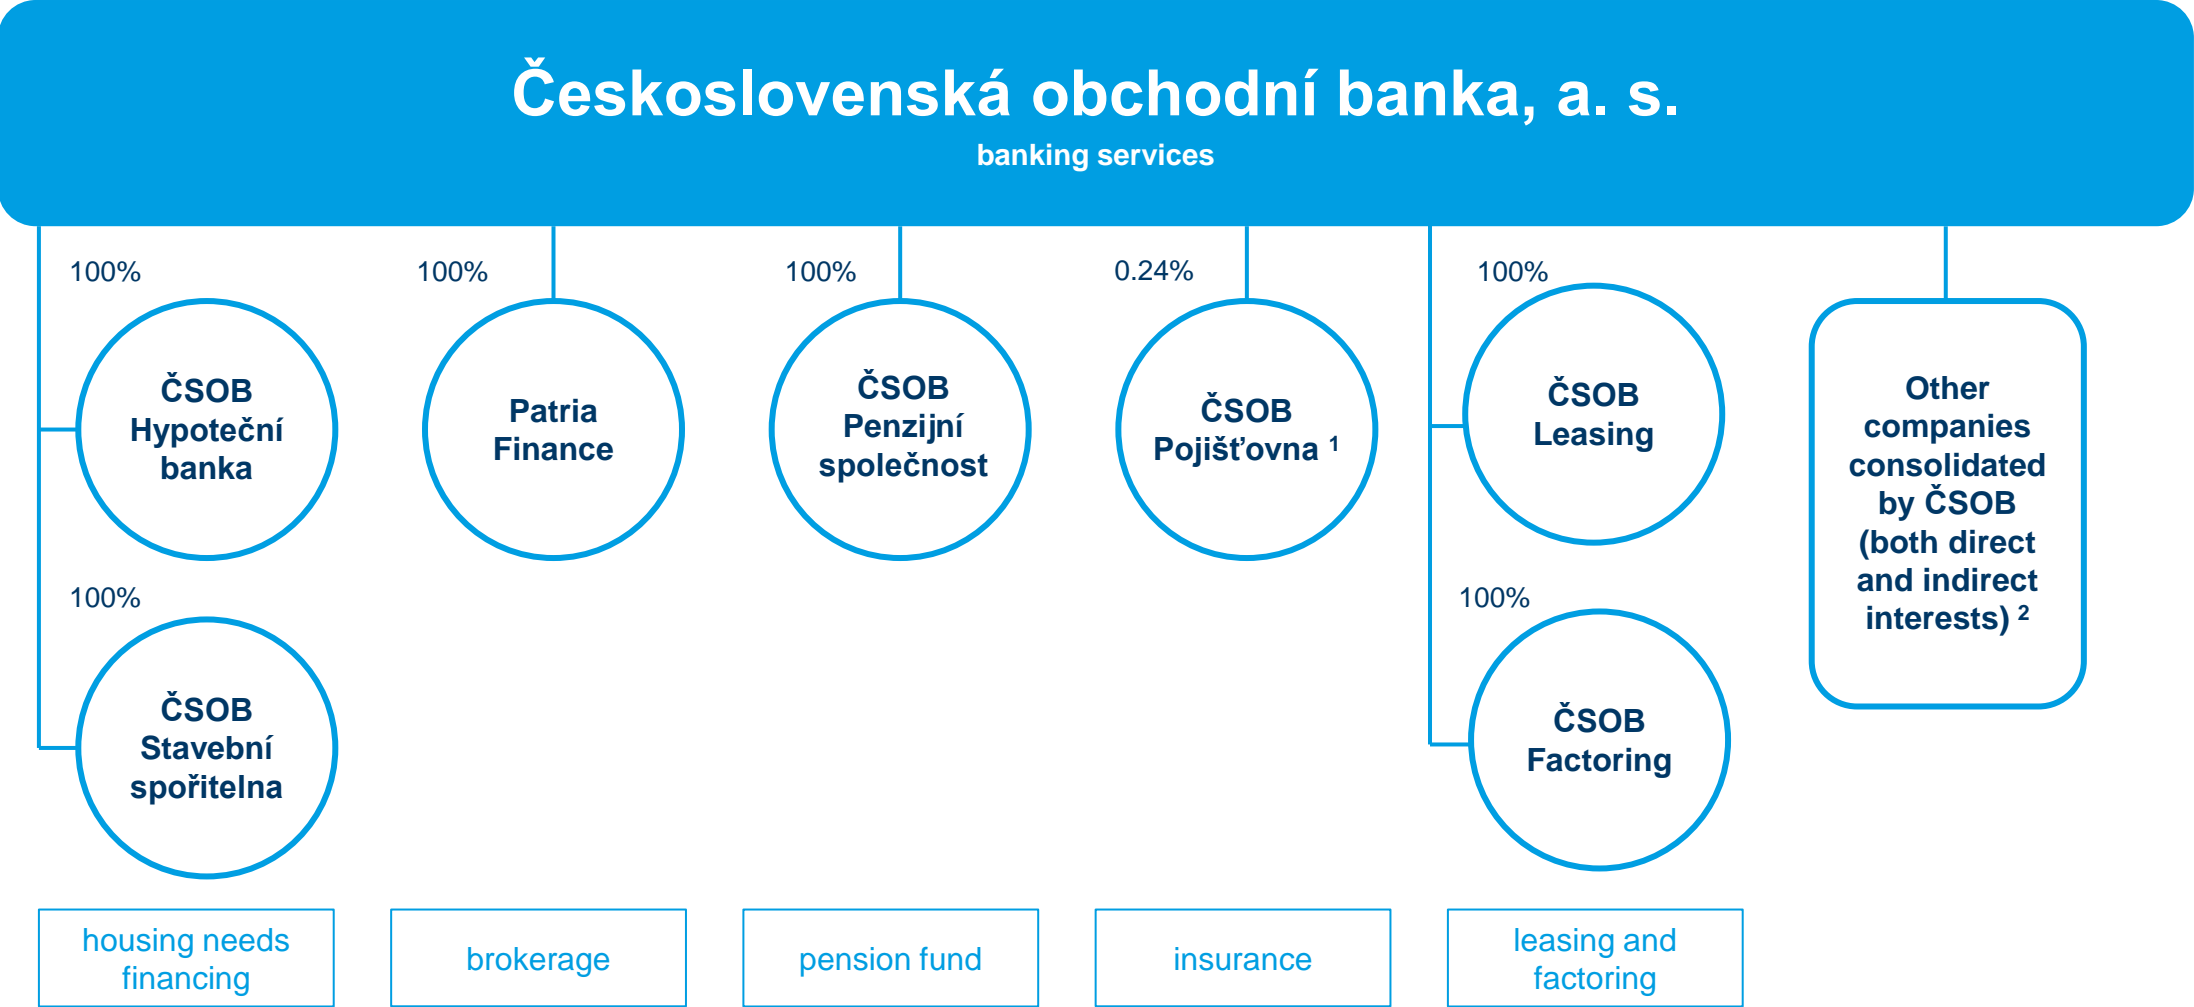 Československá obchodní banka, a. s.
banking services
100%
ČSOB
Hypoteční
banka
100%
ČSOB
Stavební
spořitelna
100%
Patria
Finance
100%
ČSOB
Penzijní
společnost
0.24%
ČSOB
Pojišťovna ¹
100%
ČSOB
Leasing
100%
ČSOB
Factoring
Other
companies
consolidated
by ČSOB
(both direct
and indirect
interests) ²
housing needs
financing
brokerage
pension fund
insurance
leasing and
factoring